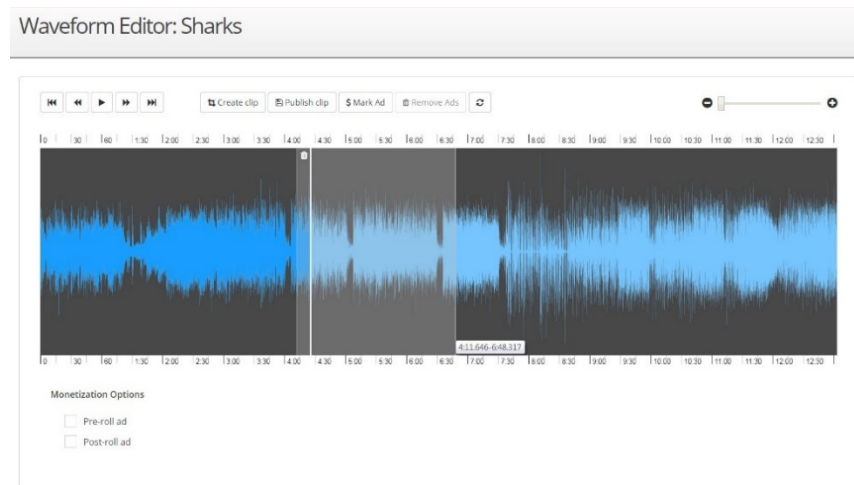 Waveform Editor: Sharks
Create clip Publish clip $ Mark Ad Remove Ads
0 30 60 1:30 2:00 2:30 3:00 3:30 4:00 4:30 5:00 5:30 6:00 6:30 7:00 7:30 8:00 8:30 9:00 9:30 10:00 10:30 11:00 11:30 12:00 12:30
4:11.646-6:48.317
0 30 60 1:30 2:00 2:30 3:00 3:30 4:00 4:30 5:00 5:30 6:00 6:30 7:00 7:30 8:00 8:30 9:00 9:30 10:00 10:30 11:00 11:30 12:00 12:30
Monetization Options
Pre-roll ad
Post-roll ad